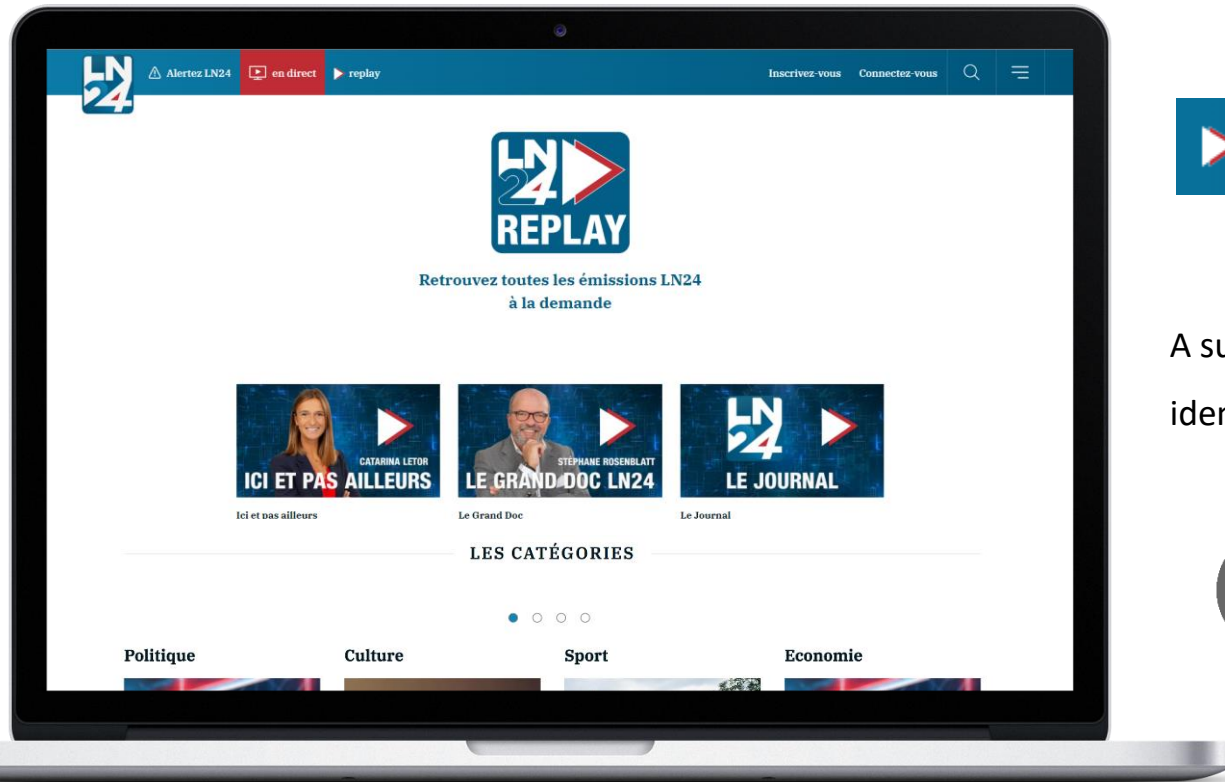 LN
24
Alertez LN24
en direct
replay
Inscrivez-vous
Connectez-vous
LN
24
REPLAY
Retrouvez toutes les émissions LN24
à la demande
CATARINA LETOR
ICI ET PAS AILLEURS
STÉPHANE ROSENBLATT
LE GRAND DOC LN24
LN
24
LE JOURNAL
Ici et pas ailleurs
Le Grand Doc
Le Journal
LES CATÉGORIES
Politique
Culture
Sport
Economie
A